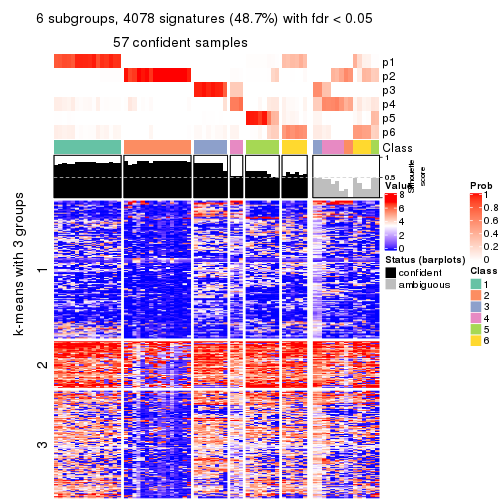 6 subgroups, 4078 signatures (48.7%) with fdr < 0.05
57 confident samples
p1
p2
p3
p4
p5
p6
Class
1
0.5
0
Silhouette
score
k-means with 3 groups
1
2
3
Value
8
6
4
2
0
Status (barplots)
confident
ambiguous
Prob
1
0.8
0.6
0.4
0.2
0
Class
1
2
3
4
5
6